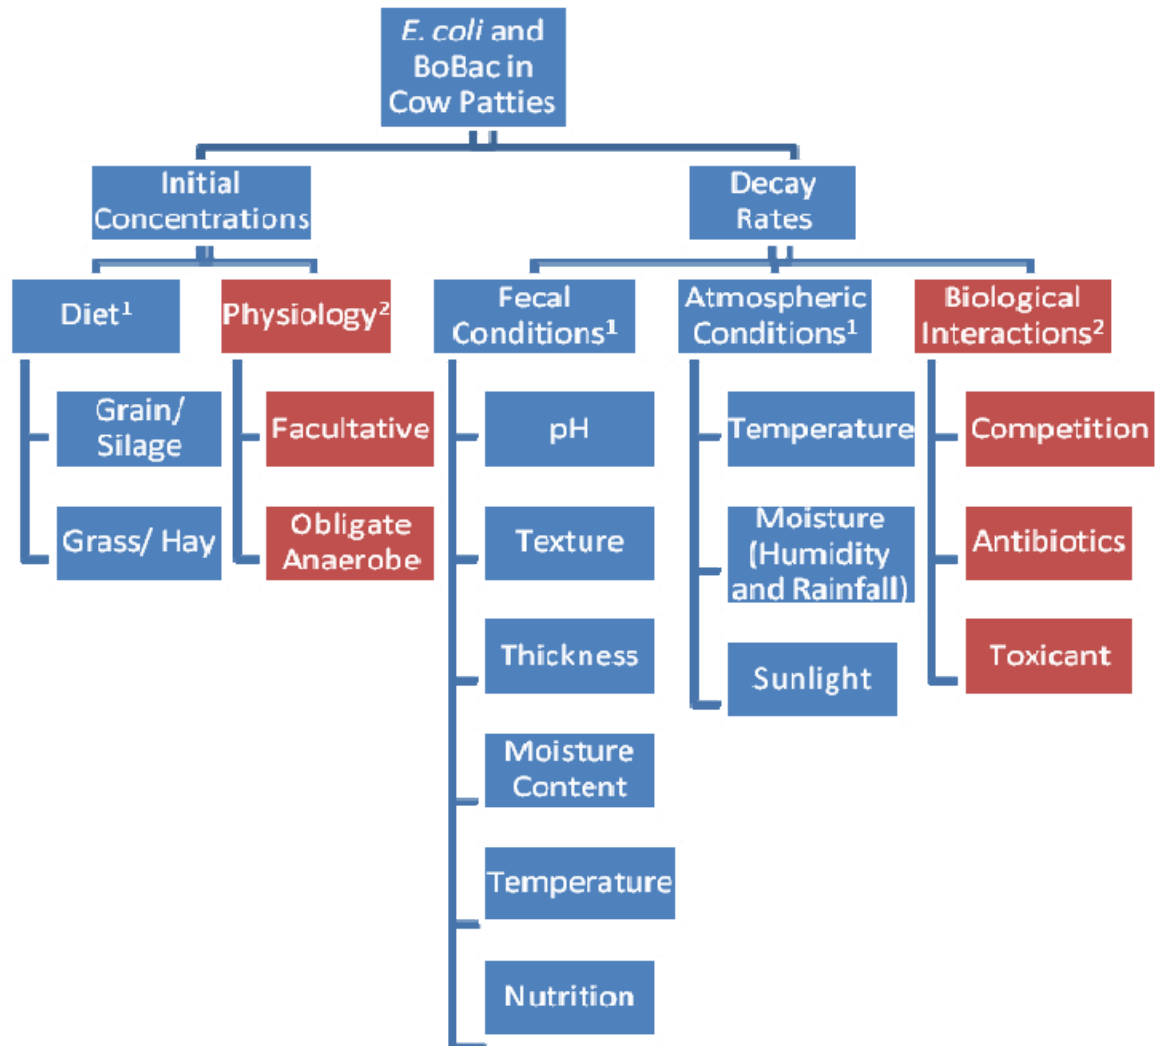 E. coli and
BoBac in
Cow Patties
Initial
Concentrations
Decay
Rates
Diet¹
Physiology²
Fecal
Conditions¹
Atmospheric
Conditions¹
Biological
Interactions²
Grain/
Silage
Grass/ Hay
Facultative
Obligate
Anaerobe
pH
Texture
Thickness
Moisture
Content
Temperature
Nutrition
Temperature
Moisture
(Humidity
and Rainfall)
Sunlight
Competition
Antibiotics
Toxicant